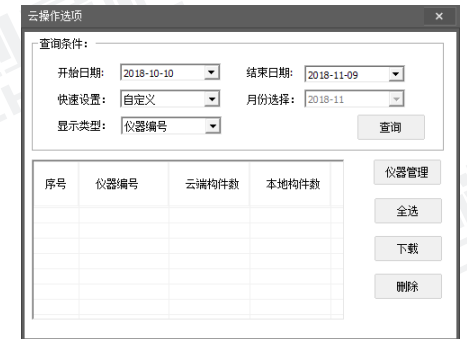 云操作选项 ×
查询条件：
开始日期: 2018-10-10 结束日期: 2018-11-09
快速设置: 自定义 月份选择: 2018-11
显示类型: 仪器编号 查询
序号 仪器编号 云端构件数 本地构件数
仪器管理
全选
下载
删除